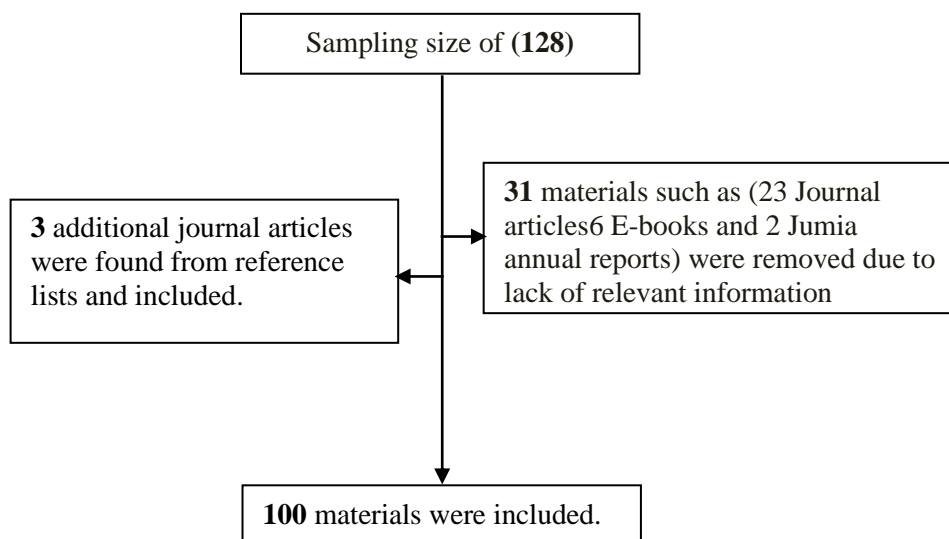 Sampling size of (128)
31 materials such as (23 Journal
articles6 E-books and 2 Jumia
annual reports) were removed due to
lack of relevant information
3 additional journal articles
were found from reference
lists and included.
100 materials were included.